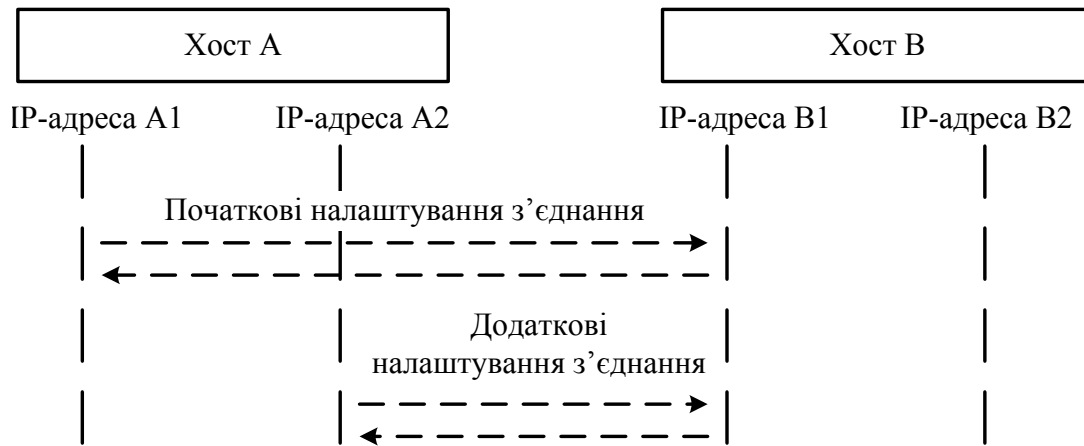 Хост А
Хост В
IP-адреса A1
IP-адреса A2
IP-адреса B1
IP-адреса B2
Початкові налаштування з’єднання
Додаткові
налаштування з’єднання